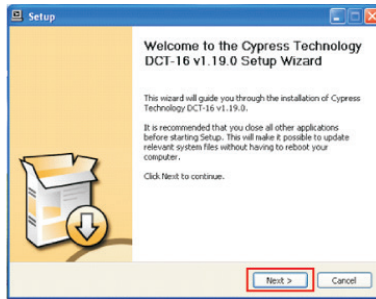 Setup
Welcome to the Cypress Technology
DCT-16 v1.19.0 Setup Wizard
This wizard will guide you through the installation of Cypress
Technology DCT-16 v1.19.0.
It is recommended that you close all other applications
before starting Setup. This will make it possible to update
relevant system files without having to reboot your
computer.
Click Next to continue.
Next >
Cancel